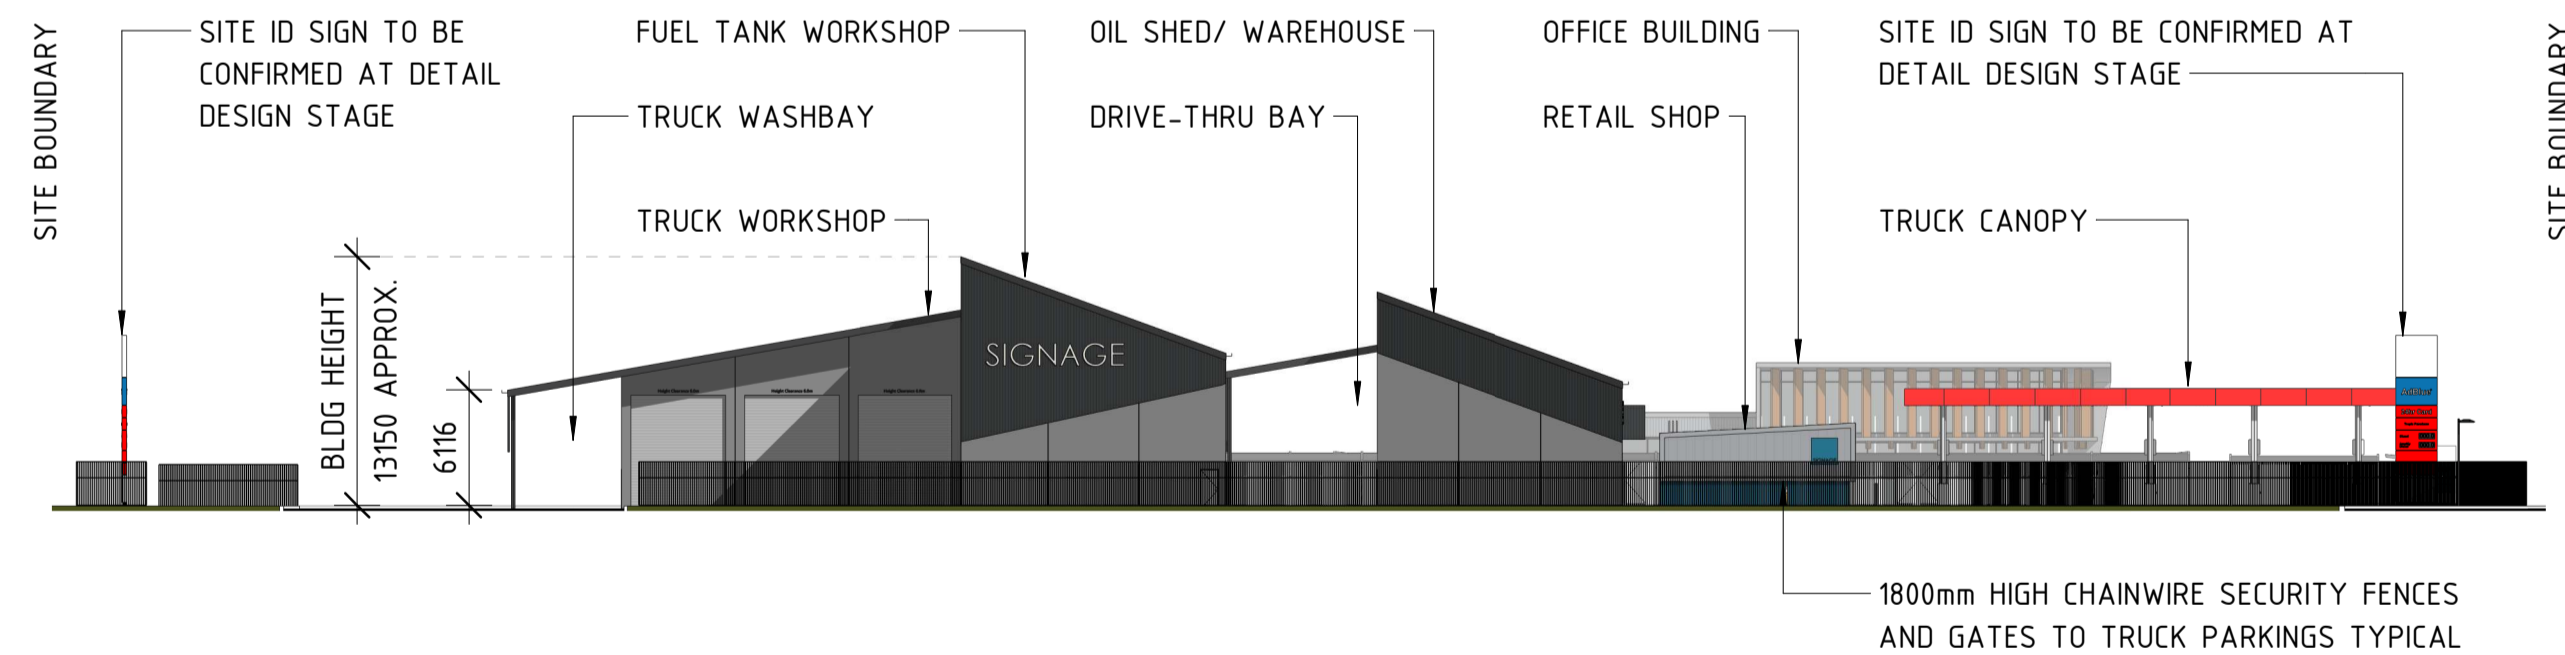 SITE BOUNDARY
SITE ID SIGN TO BE
CONFIRMED AT DETAIL
DESIGN STAGE
FUEL TANK WORKSHOP
TRUCK WASHBAY
TRUCK WORKSHOP
OIL SHED/ WAREHOUSE
DRIVE-THRU BAY
OFFICE BUILDING
RETAIL SHOP
SITE ID SIGN TO BE CONFIRMED AT
DETAIL DESIGN STAGE
TRUCK CANOPY
SITE BOUNDARY
BLDG HEIGHT
13150 APPROX.
6116
SIGNAGE
1800mm HIGH CHAINWIRE SECURITY FENCES
AND GATES TO TRUCK PARKINGS TYPICAL